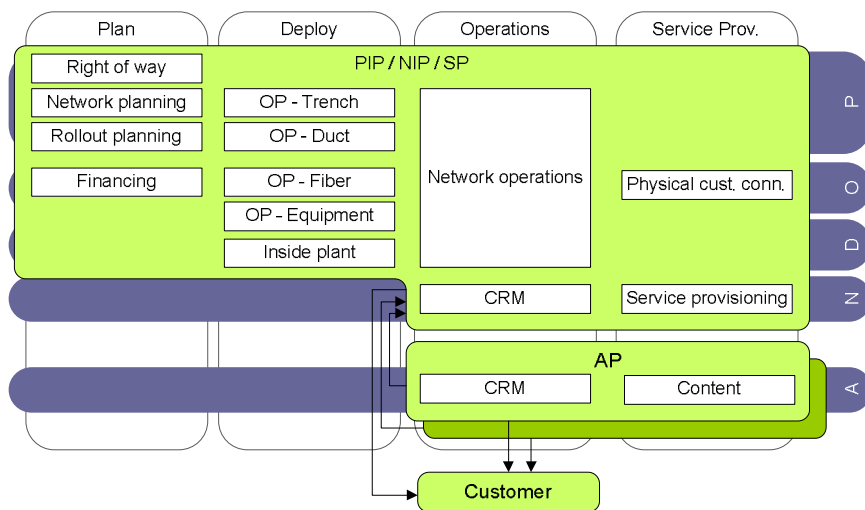 Plan Deploy Operations Service Prov.
PIP / NIP / SP
Right of way
Network planning OP - Trench
Rollout planning OP - Duct
P
Financing OP - Fiber Network operations Physical cust. conn.
O
OP - Equipment
Inside plant
D
CRM Service provisioning
N
AP
CRM Content
A
Customer